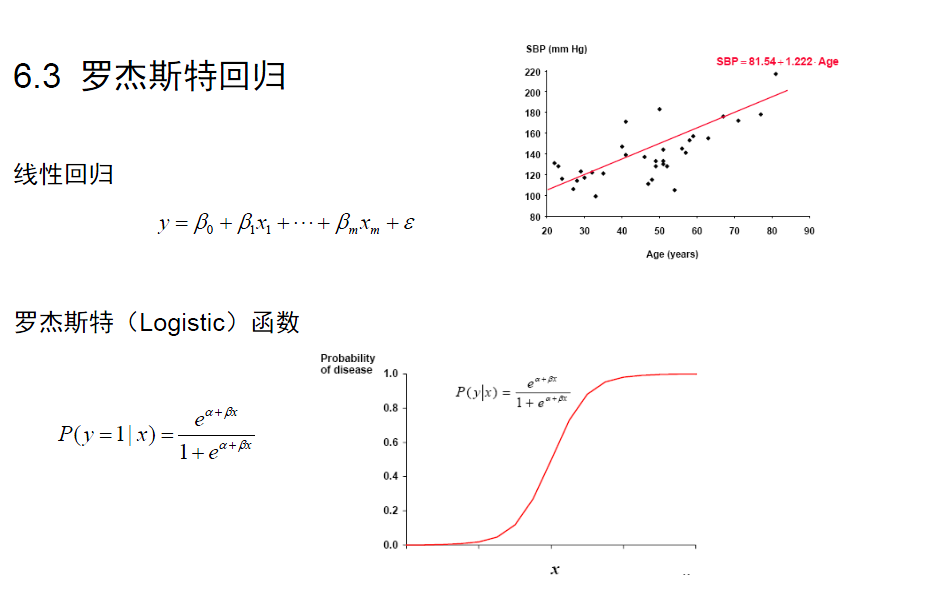 6.3 罗杰斯特回归
SBP (mm Hg)
SBP = 81.54 + 1.222 · Age
220
200
180
160
140
120
100
80
20 30 40 50 60 70 80 90
Age (years)
线性回归
y = β₀ + β₁x₁ + ⋯ + βₘxₘ + ε
罗杰斯特（Logistic）函数
P(y = 1 | x) = e^(α+βx) / (1 + e^(α+βx))
Probability
of disease
1.0
0.8
0.6
0.4
0.2
0.0
P(y|x) = e^(α+βx) / (1 + e^(α+βx))
x